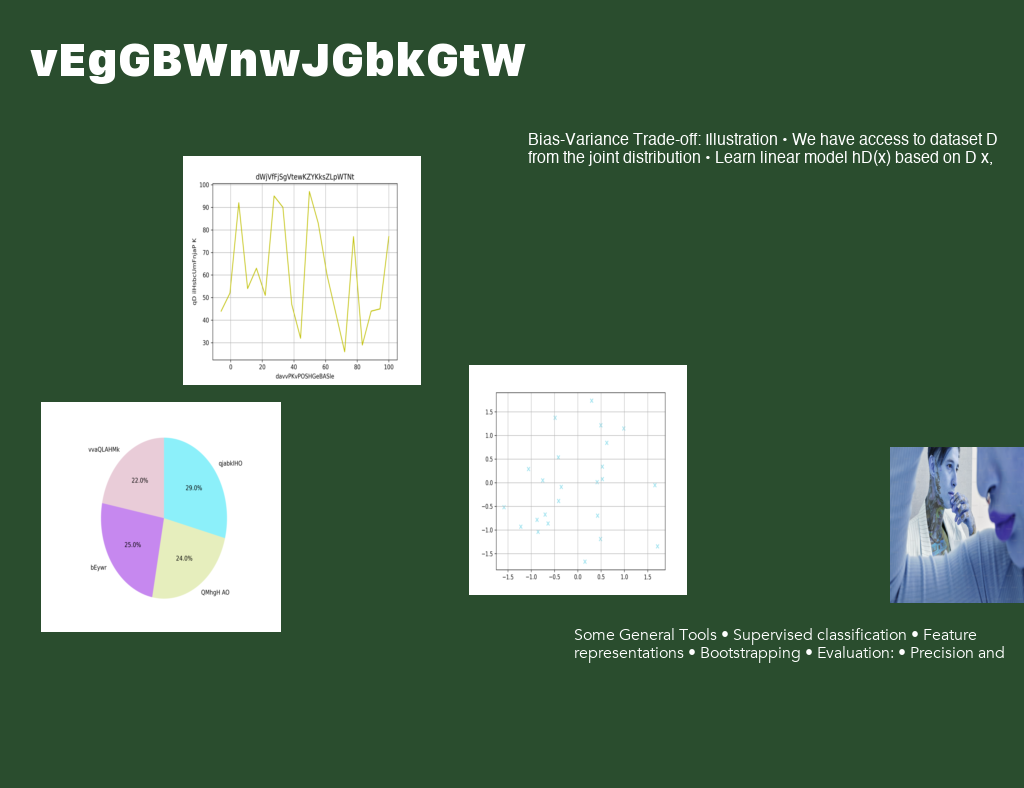 vEgGBWnwJGbkGtW
Bias-Variance Trade-off: Illustration • We have access to dataset D
from the joint distribution • Learn linear model hD(x) based on D x,
dWjVfFjSgVtewKZYKksZLpWTNt
100
90
80
70
60
50
40
30
0 20 40 60 80 100
davvPKvPOSHGeBASle
vvaQLAHMk
22.0%
qjabkIHO
29.0%
25.0%
bEywr
24.0%
QMhgH AO
1.5
1.0
0.5
0.0
−0.5
−1.0
−1.5
−1.5 −1.0 −0.5 0.0 0.5 1.0 1.5
Some General Tools • Supervised classification • Feature
representations • Bootstrapping • Evaluation: • Precision and